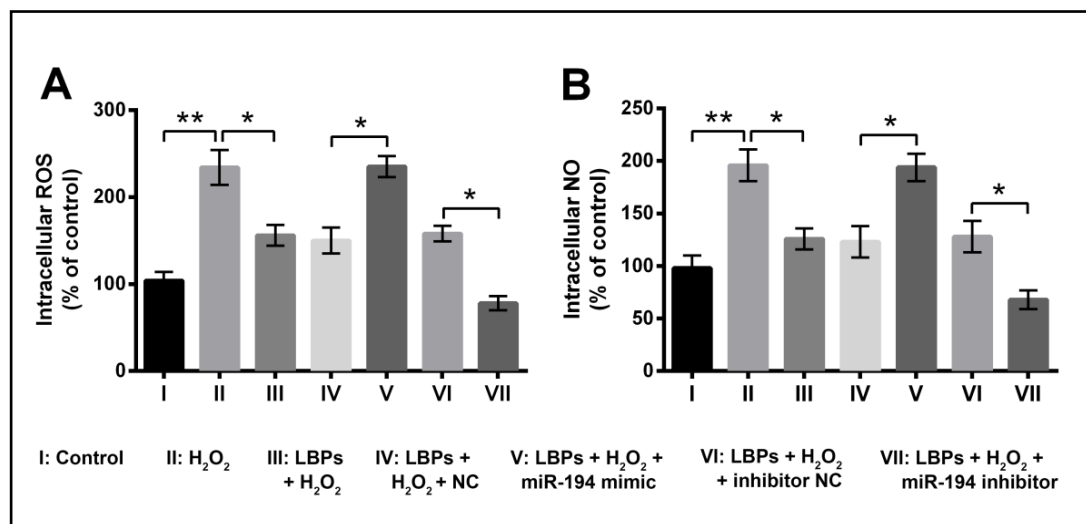 A
Intracellular ROS
(% of control)
300
200
100
0
** * * *
I II III IV V VI VII
B
Intracellular NO
(% of control)
250
200
150
100
50
0
** * * *
I II III IV V VI VII
I: Control
II: H₂O₂
III: LBPs
+ H₂O₂
IV: LBPs +
H₂O₂ + NC
V: LBPs + H₂O₂ +
miR-194 mimic
VI: LBPs + H₂O₂
+ inhibitor NC
VII: LBPs + H₂O₂ +
miR-194 inhibitor